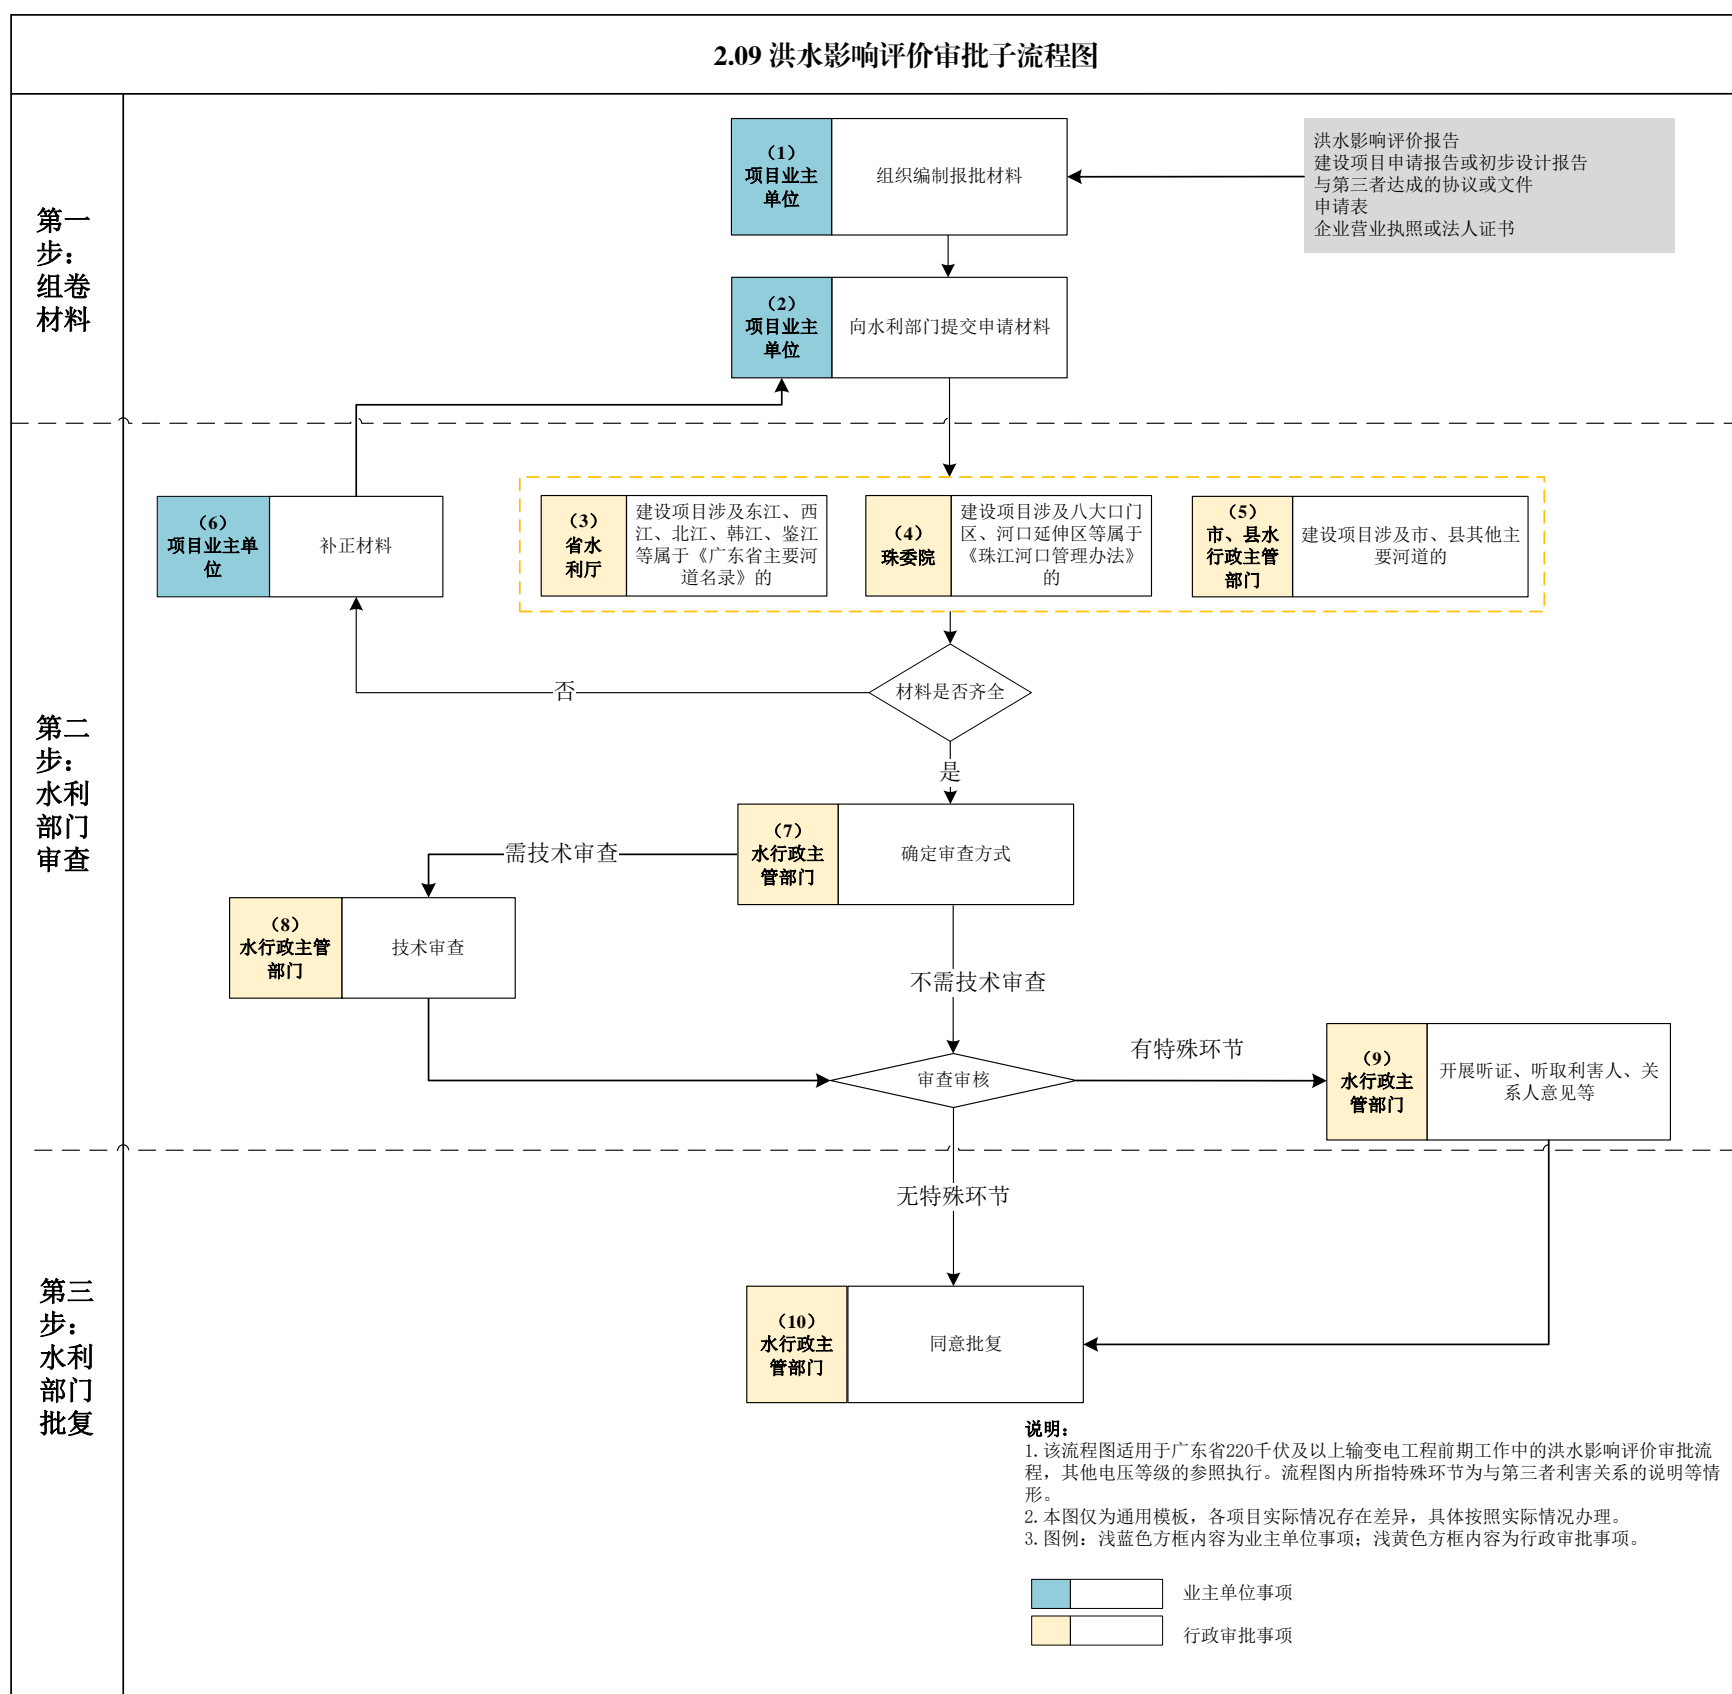 2.09 洪水影响评价审批子流程图
第一
步：
组卷
材料
（1）
项目业主
单位
组织编制报批材料
洪水影响评价报告
建设项目申请报告或初步设计报告
与第三者达成的协议或文件
申请表
企业营业执照或法人证书
（2）
项目业主
单位
向水利部门提交申请材料
第二
步：
水利
部门
审查
（6）
项目业主单
位
补正材料
（3）
省水
利厅
建设项目涉及东江、西
江、北江、韩江、鉴江
等属于《广东省主要河
道名录》的
（4）
珠委院
建设项目涉及八大口门
区、河口延伸区等属于
《珠江河口管理办法》
的
（5）
市、县水
行政主管
部门
建设项目涉及市、县其他主
要河道的
材料是否齐全
否
是
（7）
水行政主
管部门
确定审查方式
需技术审查
（8）
水行政主管
部门
技术审查
不需技术审查
审查审核
有特殊环节
（9）
水行政主
管部门
开展听证、听取利害人、关
系人意见等
第三
步：
水利
部门
批复
无特殊环节
（10）
水行政主
管部门
同意批复
说明：
1.该流程图适用于广东省220千伏及以上输变电工程前期工作中的洪水影响评价审批流
程，其他电压等级的参照执行。流程图内所指特殊环节为与第三者利害关系的说明等情
形。
2.本图仅为通用模板，各项目实际情况存在差异，具体按照实际情况办理。
3.图例：浅蓝色方框内容为业主单位事项；浅黄色方框内容为行政审批事项。
业主单位事项
行政审批事项